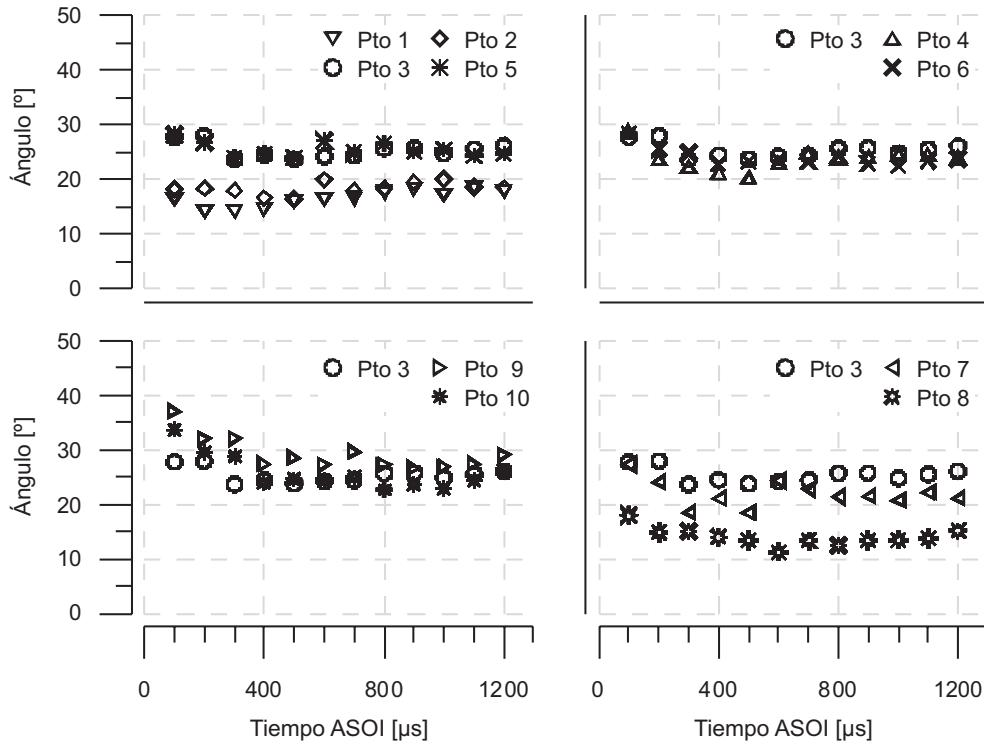 50
40
30
20
10
0
Ángulo [º]
Pto 1 Pto 2
Pto 3 Pto 5
Pto 3 Pto 4
Pto 6
50
40
30
20
10
0
Ángulo [º]
Pto 3 Pto 9
Pto 10
Pto 3 Pto 7
Pto 8
0 400 800 1200
Tiempo ASOI [µs]
0 400 800 1200
Tiempo ASOI [µs]